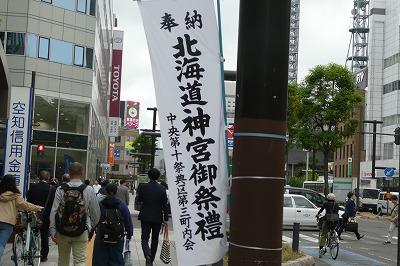 奉納
北海道神宮御祭禮
中央第十祭典区第三町内会
空知信用金庫
TOYOTA